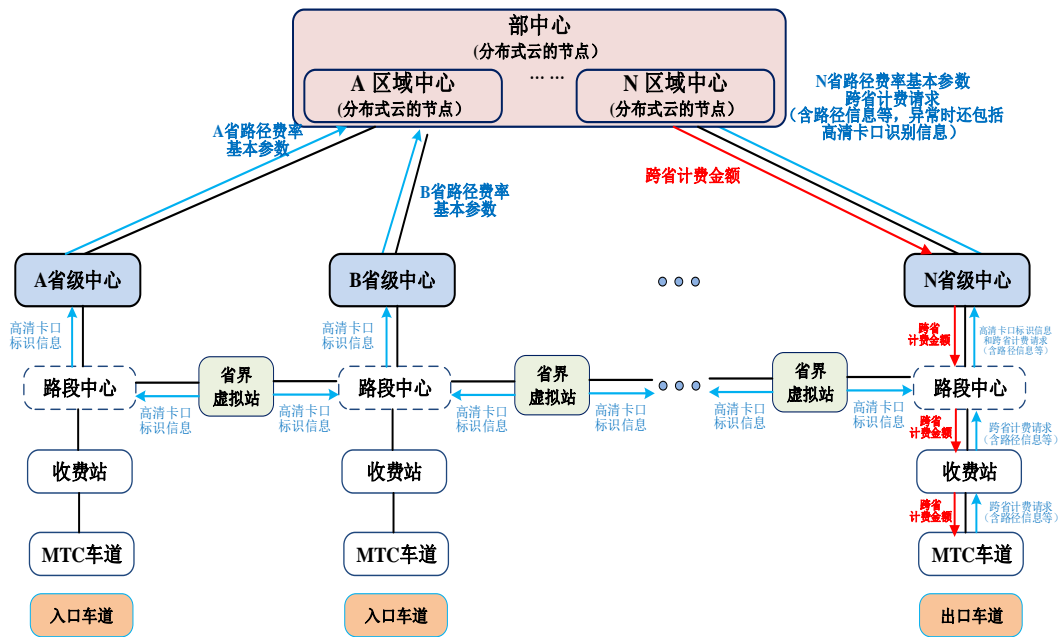 部中心
(分布式云的节点)
A 区域中心
(分布式云的节点)
… …
N 区域中心
(分布式云的节点)
N省路径费率基本参数
跨省计费请求
(含路径信息等，异常时还包括
高清卡口识别信息)
A省路径费率
基本参数
B省路径费率
基本参数
跨省计费金额
A省级中心
B省级中心
N省级中心
高清卡口
标识信息
高清卡口
标识信息
跨省
计费金额
高清卡口标识信息
和跨省计费请求
(含路径信息等)
路段中心
省界
虚拟站
路段中心
省界
虚拟站
省界
虚拟站
路段中心
高清卡口
标识信息
高清卡口
标识信息
高清卡口
标识信息
高清卡口
标识信息
高清卡口
标识信息
高清卡口
标识信息
跨省
计费金额
跨省计费请求
(含路径信息等)
收费站
收费站
收费站
跨省
计费金额
跨省计费请求
(含路径信息等)
MTC车道
MTC车道
MTC车道
入口车道
入口车道
出口车道